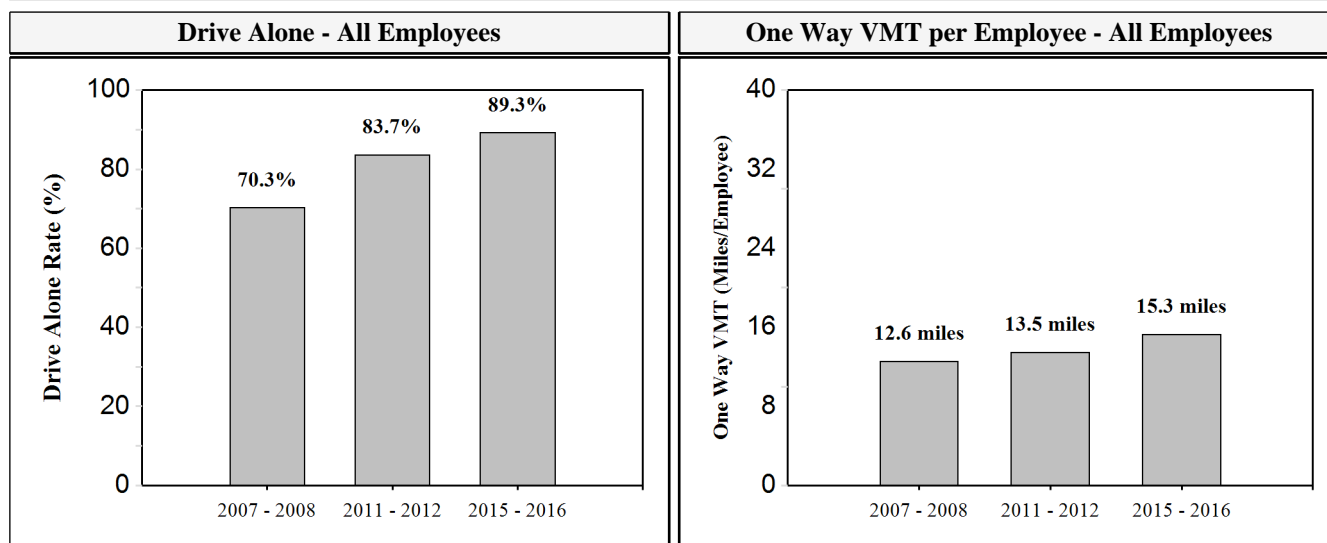 Drive Alone - All Employees
One Way VMT per Employee - All Employees
Drive Alone Rate (%)
100
80
60
40
20
0
70.3%
83.7%
89.3%
2007 - 2008
2011 - 2012
2015 - 2016
One Way VMT (Miles/Employee)
40
32
24
16
8
0
12.6 miles
13.5 miles
15.3 miles
2007 - 2008
2011 - 2012
2015 - 2016